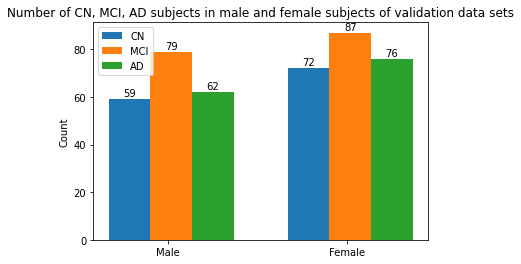 Number of CN, MCI, AD subjects in male and female subjects of validation data sets
CN
MCI
AD
80
60
40
20
0
Count
59
79
62
72
87
76
Male
Female